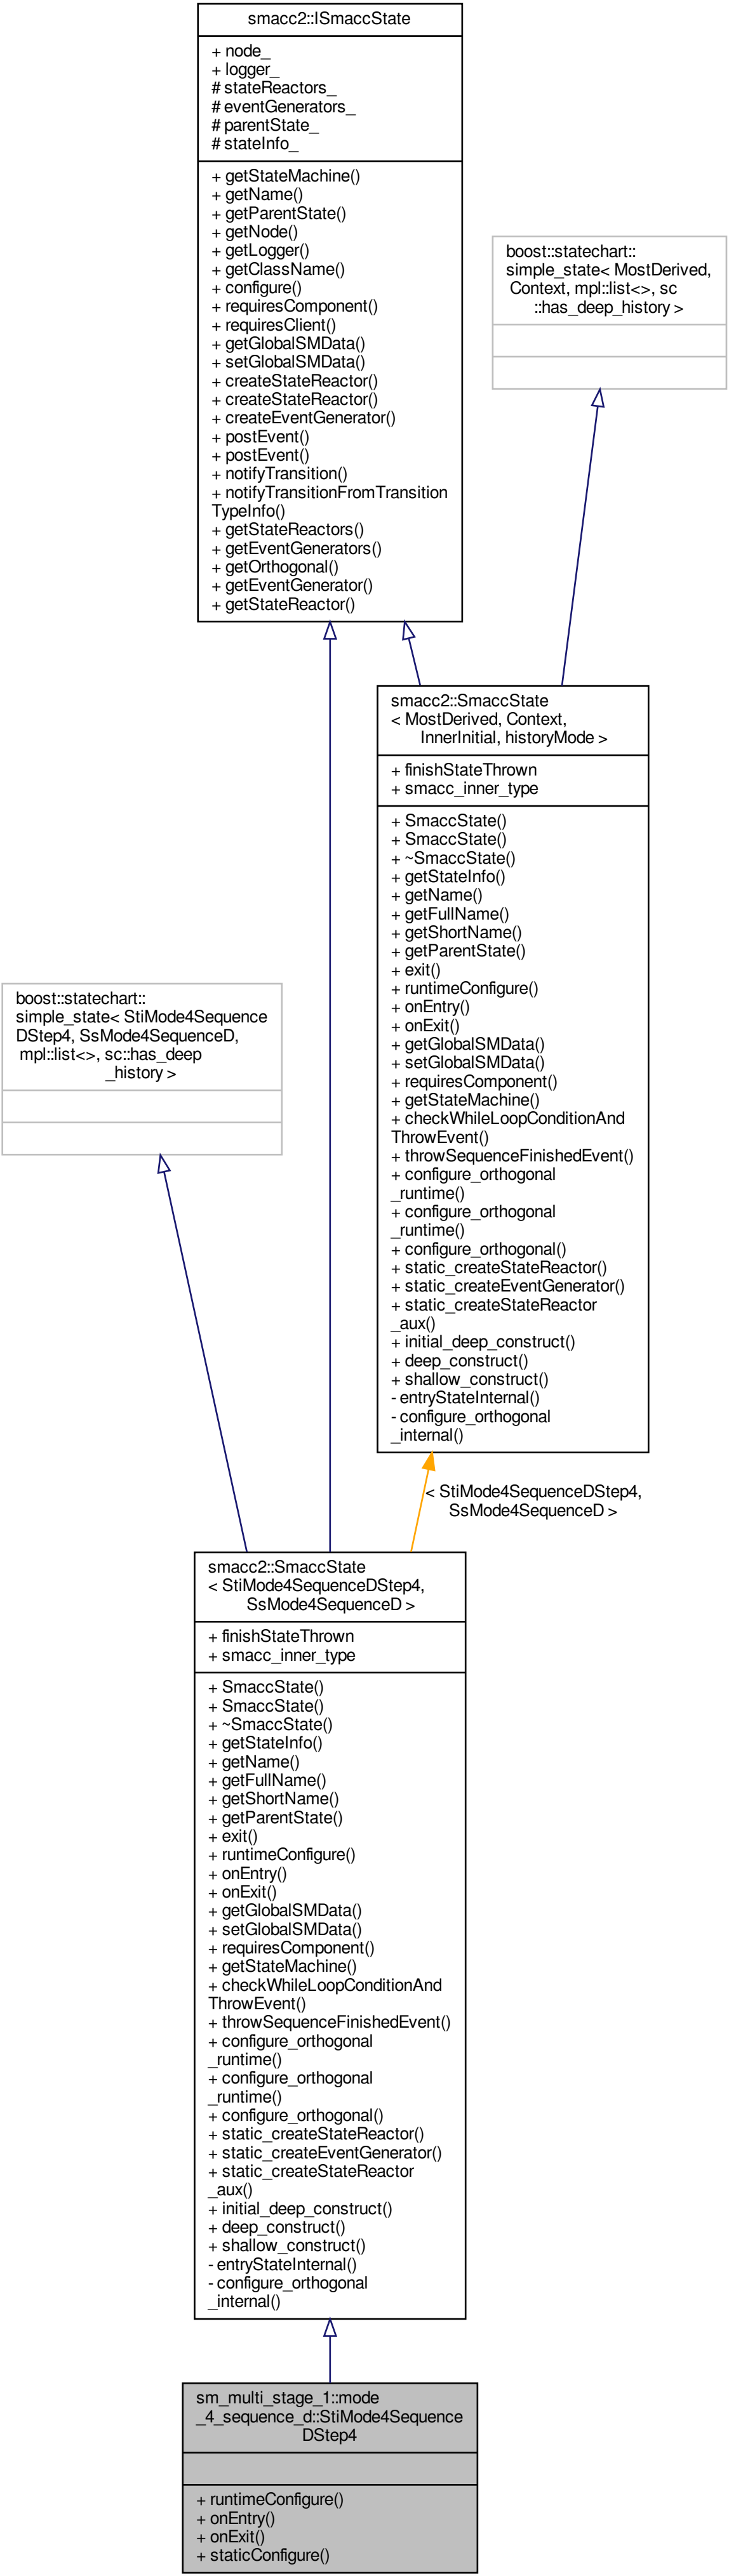 smacc2::ISmaccState
+ node_
+ logger_
# stateReactors_
# eventGenerators_
# parentState_
# stateInfo_
+ getStateMachine()
+ getName()
+ getParentState()
+ getNode()
+ getLogger()
+ getClassName()
+ configure()
+ requiresComponent()
+ requiresClient()
+ getGlobalSMData()
+ setGlobalSMData()
+ createStateReactor()
+ createStateReactor()
+ createEventGenerator()
+ postEvent()
+ postEvent()
+ notifyTransition()
+ notifyTransitionFromTransition
TypeInfo()
+ getStateReactors()
+ getEventGenerators()
+ getOrthogonal()
+ getEventGenerator()
+ getStateReactor()
boost::statechart::
simple_state< MostDerived,
Context, mpl::list<>, sc
::has_deep_history >
smacc2::SmaccState
< MostDerived, Context,
InnerInitial, historyMode >
+ finishStateThrown
+ smacc_inner_type
+ SmaccState()
+ SmaccState()
+ ~SmaccState()
+ getStateInfo()
+ getName()
+ getFullName()
+ getShortName()
+ getParentState()
+ exit()
+ runtimeConfigure()
+ onEntry()
+ onExit()
+ getGlobalSMData()
+ setGlobalSMData()
+ requiresComponent()
+ getStateMachine()
+ checkWhileLoopConditionAnd
ThrowEvent()
+ throwSequenceFinishedEvent()
+ configure_orthogonal
_runtime()
+ configure_orthogonal
_runtime()
+ configure_orthogonal()
+ static_createStateReactor()
+ static_createEventGenerator()
+ static_createStateReactor
_aux()
+ initial_deep_construct()
+ deep_construct()
+ shallow_construct()
- entryStateInternal()
- configure_orthogonal
_internal()
boost::statechart::
simple_state< StiMode4Sequence
DStep4, SsMode4SequenceD,
mpl::list<>, sc::has_deep
_history >
< StiMode4SequenceDStep4,
SsMode4SequenceD >
smacc2::SmaccState
< StiMode4SequenceDStep4,
SsMode4SequenceD >
+ finishStateThrown
+ smacc_inner_type
+ SmaccState()
+ SmaccState()
+ ~SmaccState()
+ getStateInfo()
+ getName()
+ getFullName()
+ getShortName()
+ getParentState()
+ exit()
+ runtimeConfigure()
+ onEntry()
+ onExit()
+ getGlobalSMData()
+ setGlobalSMData()
+ requiresComponent()
+ getStateMachine()
+ checkWhileLoopConditionAnd
ThrowEvent()
+ throwSequenceFinishedEvent()
+ configure_orthogonal
_runtime()
+ configure_orthogonal
_runtime()
+ configure_orthogonal()
+ static_createStateReactor()
+ static_createEventGenerator()
+ static_createStateReactor
_aux()
+ initial_deep_construct()
+ deep_construct()
+ shallow_construct()
- entryStateInternal()
- configure_orthogonal
_internal()
sm_multi_stage_1::mode
_4_sequence_d::StiMode4Sequence
DStep4
+ runtimeConfigure()
+ onEntry()
+ onExit()
+ staticConfigure()